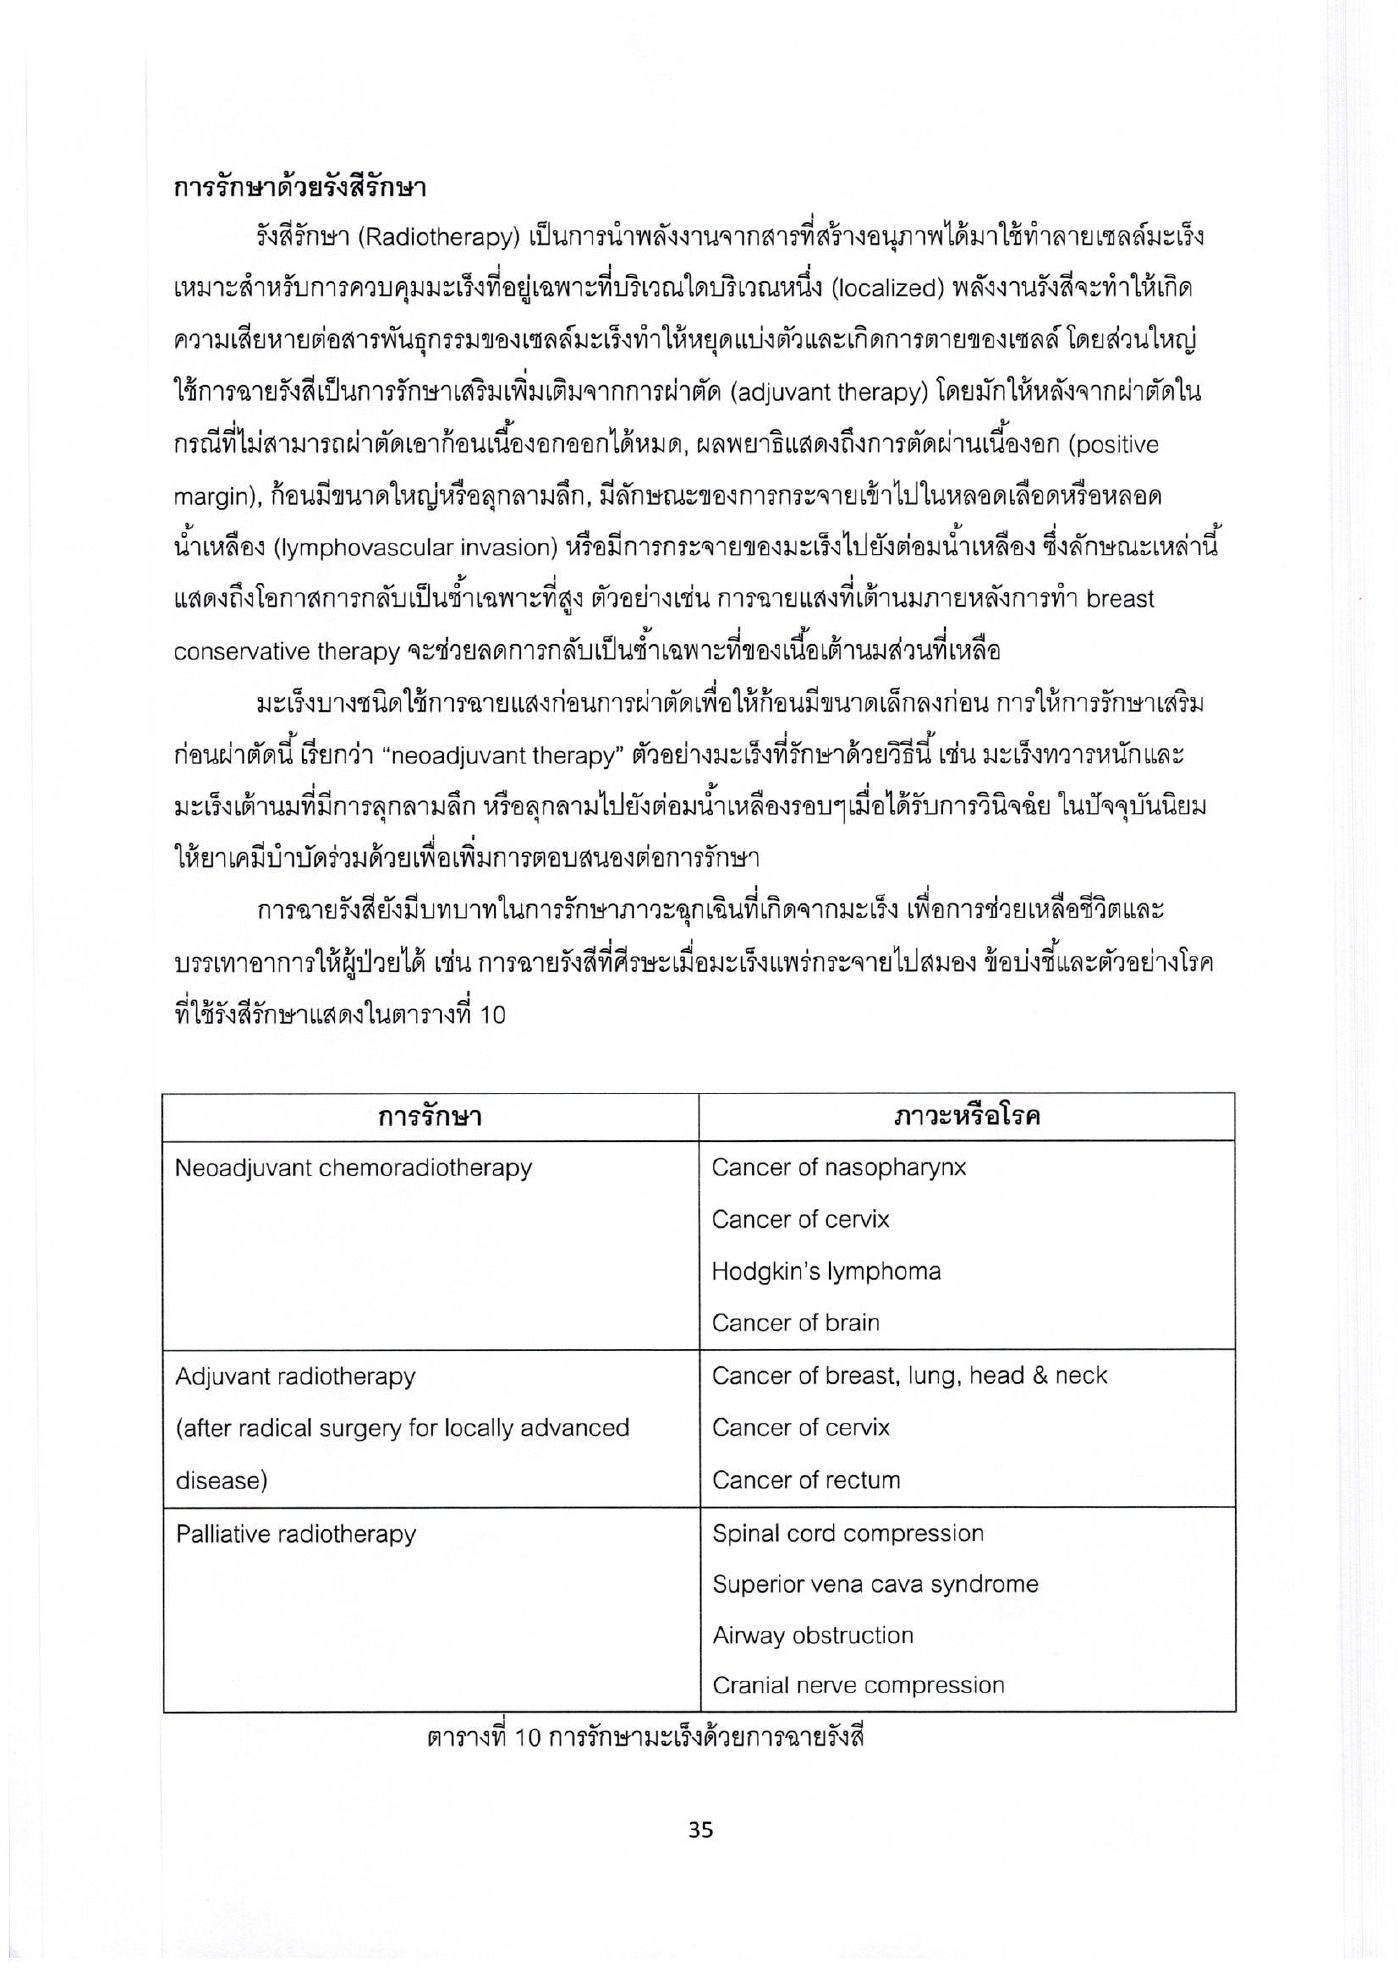 การรักษาด้วยรังสีรักษา
รังสีรักษา (Radiotherapy) เป็นการนำพลังงานจากสารที่สร้างอนุภาพได้มาใช้ทำลายเซลล์มะเร็ง
เหมาะสำหรับการควบคุมมะเร็งที่อยู่เฉพาะที่บริเวณใดบริเวณหนึ่ง (localized) พลังงานรังสีจะทำให้เกิด
ความเสียหายต่อสารพันธุกรรมของเซลล์มะเร็งทำให้หยุดแบ่งตัวและเกิดการตายของเซลล์ โดยส่วนใหญ่
ใช้การฉายรังสีเป็นการรักษาเสริมเพิ่มเติมจากการผ่าตัด (adjuvant therapy) โดยมักให้หลังจากผ่าตัดใน
กรณีที่ไม่สามารถผ่าตัดเอาก้อนเนื้องอกออกได้หมด, ผลพยาธิแสดงถึงการตัดผ่านเนื้องอก (positive
margin), ก้อนมีขนาดใหญ่หรือลุกลามลึก, มีลักษณะของการกระจายเข้าไปในหลอดเลือดหรือหลอด
น้ำเหลือง (lymphovascular invasion) หรือมีการกระจายของมะเร็งไปยังต่อมน้ำเหลือง ซึ่งลักษณะเหล่านี้
แสดงถึงโอกาสการกลับเป็นซ้ำเฉพาะที่สูง ตัวอย่างเช่น การฉายแสงที่เต้านมภายหลังการทำ breast
conservative therapy จะช่วยลดการกลับเป็นซ้ำเฉพาะที่ของเนื้อเต้านมส่วนที่เหลือ
มะเร็งบางชนิดใช้การฉายแสงก่อนการผ่าตัดเพื่อให้ก้อนมีขนาดเล็กลงก่อน การให้การรักษาเสริม
ก่อนผ่าตัดนี้ เรียกว่า “neoadjuvant therapy” ตัวอย่างมะเร็งที่รักษาด้วยวิธีนี้ เช่น มะเร็งทวารหนักและ
มะเร็งเต้านมที่มีการลุกลามลึก หรือลุกลามไปยังต่อมน้ำเหลืองรอบๆเมื่อได้รับการวินิจฉัย ในปัจจุบันนิยม
ให้ยาเคมีบำบัดร่วมด้วยเพื่อเพิ่มการตอบสนองต่อการรักษา
การฉายรังสียังมีบทบาทในการรักษาภาวะฉุกเฉินที่เกิดจากมะเร็ง เพื่อการช่วยเหลือชีวิตและ
บรรเทาอาการให้ผู้ป่วยได้ เช่น การฉายรังสีที่ศีรษะเมื่อมะเร็งแพร่กระจายไปสมอง ข้อบ่งชี้และตัวอย่างโรค
ที่ใช้รังสีรักษาแสดงในตารางที่ 10
การรักษา ภาวะหรือโรค
Neoadjuvant chemoradiotherapy Cancer of nasopharynx
Cancer of cervix
Hodgkin’s lymphoma
Cancer of brain
Adjuvant radiotherapy Cancer of breast, lung, head & neck
(after radical surgery for locally advanced Cancer of cervix
disease) Cancer of rectum
Palliative radiotherapy Spinal cord compression
Superior vena cava syndrome
Airway obstruction
Cranial nerve compression
ตารางที่ 10 การรักษามะเร็งด้วยการฉายรังสี
35